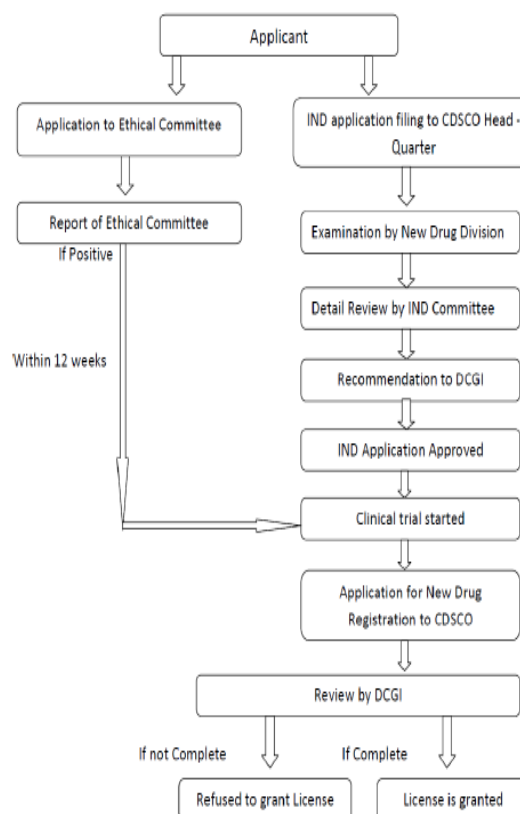 Applicant
Application to Ethical Committee
IND application filing to CDSCO Head -
Quarter
Report of Ethical Committee
Examination by New Drug Division
If Positive
Detail Review by IND Committee
'Within 12 weeks
Recommendation to DCGI
IND Application Approved
Clinical trial started
Application for New Drug
Registration to CDSCO
Review by DCGI
If not Complete
If Complete
Refused to grant License
License is granted